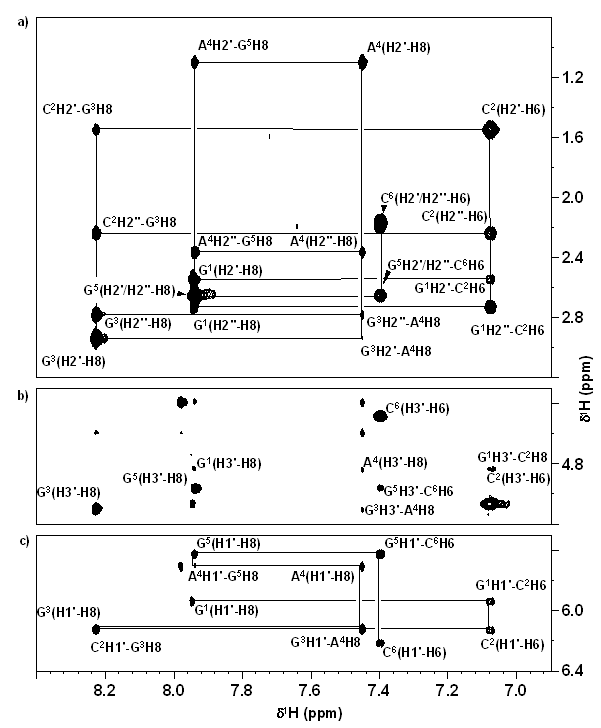 a)
A⁴H2'-G⁵H8
A⁴(H2'-H8)
1.2
C²H2'-G³H8
C²(H2'-H6)
1.6
C⁶(H2'/H2''-H6)
2.0
C²H2''-G³H8
C²(H2''-H6)
A⁴H2''-G⁵H8
A⁴(H2''-H8)
2.4
G¹(H2'-H8)
G⁵H2'/H2''-C⁶H6
G⁵(H2'/H2''-H8)
G¹H2'-C²H6
2.8
G³(H2''-H8)
G¹(H2''-H8)
G³H2''-A⁴H8
G¹H2''-C²H6
G³(H2'-H8)
G³H2'-A⁴H8
δ¹H (ppm)
b)
C⁶(H3'-H6)
G¹(H3'-H8)
A⁴(H3'-H8)
G¹H3'-C²H8
4.8
G⁵(H3'-H8)
G⁵H3'-C⁶H6
C²(H3'-H6)
G³(H3'-H8)
G³H3'-A⁴H8
c)
G⁵(H1'-H8)
G⁵H1'-C⁶H6
A⁴H1'-G⁵H8
A⁴(H1'-H8)
G¹H1'-C²H6
G³(H1'-H8)
G¹(H1'-H8)
6.0
C²H1'-G³H8
G³H1'-A⁴H8
C⁶(H1'-H6)
C²(H1'-H6)
6.4
8.2 8.0 7.8 7.6 7.4 7.2 7.0
δ¹H (ppm)